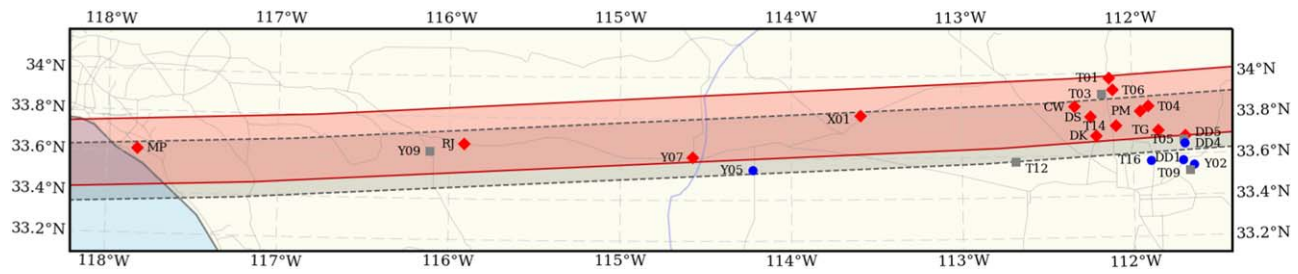 118°W 117°W 116°W 115°W 114°W 113°W 112°W
34°N 34°N
T01
T03 T06
33.8°N CW PM T04 33.8°N
X01 DS
T14 TG
DK T05 DD5
33.6°N MP RJ DD4 33.6°N
Y09 Y07 T16 DD1 Y02
Y05 T12 T09
33.4°N 33.4°N
33.2°N 33.2°N
118°W 117°W 116°W 115°W 114°W 113°W 112°W